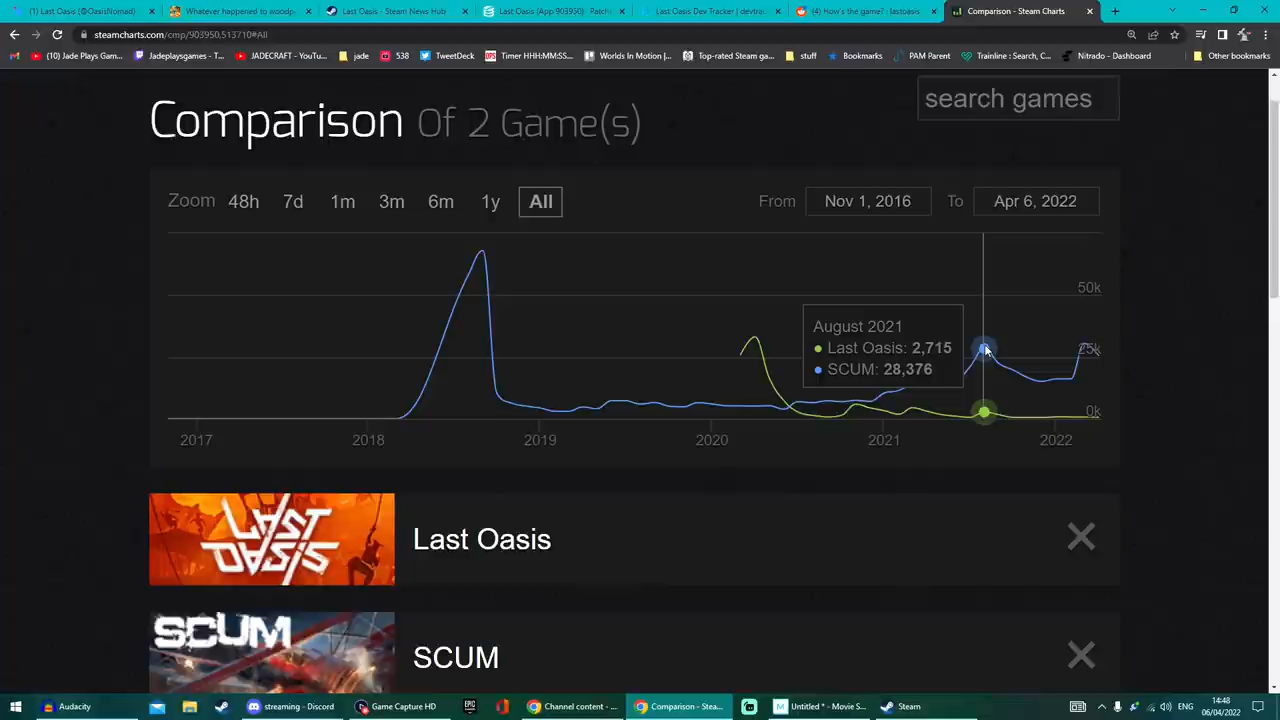 1) Last Oasis (@OasisNomad)
Whatever happened to woodp
Last Oasis - Steam News Hub
Last Oasis (App 903950) · Patch
Last Oasis Dev Tracker | devtrac
(4) How's the game? : lastoasis
Comparison - Steam Charts
steamcharts.com/cmp/903950,513710#All
(10) Jade Plays Gam...
Jadeplaysgames - T...
JADECRAFT - YouTu...
jade
538
TweetDeck
Timer HHH:MM:SS...
Worlds In Motion |...
Top-rated Steam ga...
stuff
Bookmarks
PAM Parent
Trainline : Search, C...
Nitrado - Dashboard
Other bookmarks
Comparison Of 2 Game(s)
search games
Zoom 48h 7d 1m 3m 6m 1y All
From Nov 1, 2016 To Apr 6, 2022
50k
25k
0k
August 2021
Last Oasis: 2,715
SCUM: 28,376
2017 2018 2019 2020 2021 2022
LAST OASIS
Last Oasis
SCUM
SCUM
Audacity
streaming - Discord
Game Capture HD
Channel content - ...
Comparison - Stea...
Untitled * - Movie S...
Steam
ENG
14:48
06/04/2022